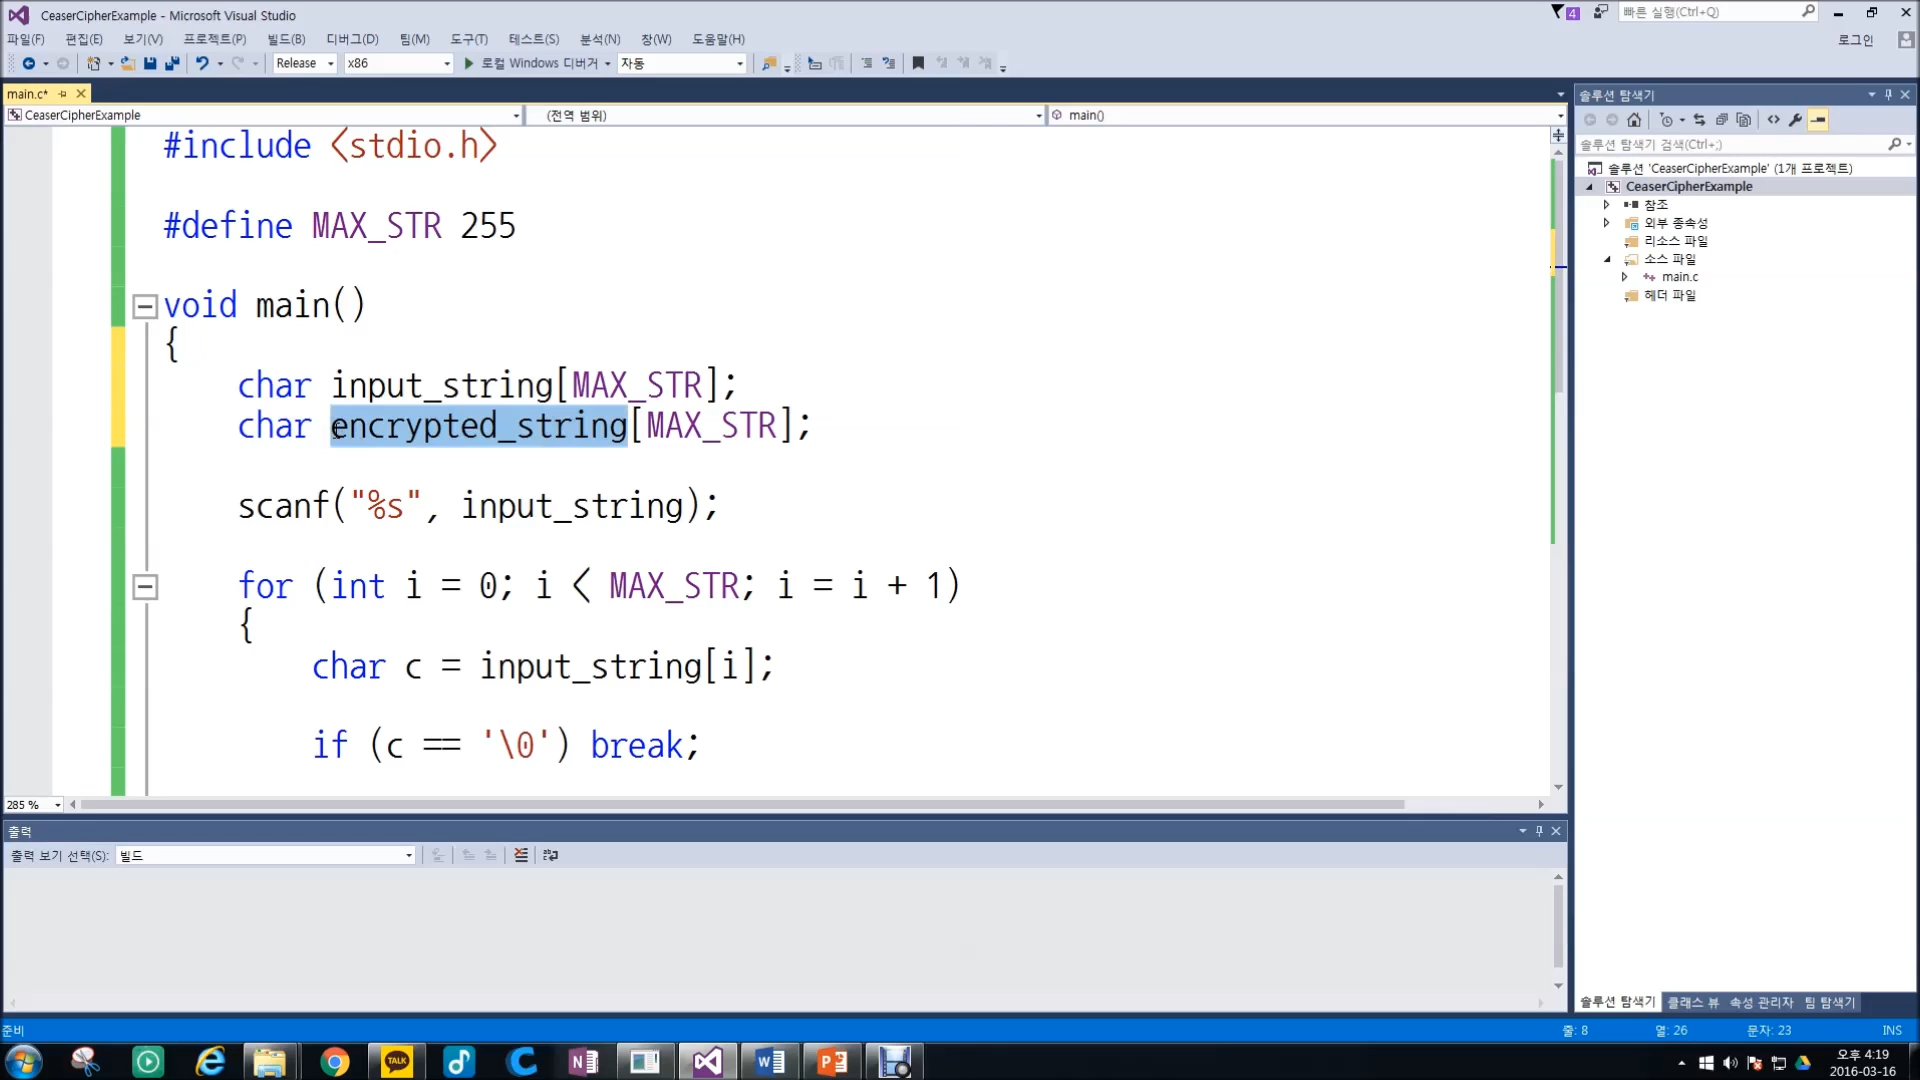 CeaserCipherExample - Microsoft Visual Studio
4
빠른 실행(Ctrl+Q)
파일(F) 편집(E) 보기(V) 프로젝트(P) 빌드(B) 디버그(D) 팀(M) 도구(T) 테스트(S) 분석(N) 창(W) 도움말(H)
로그인
Release x86 로컬 Windows 디버거 자동
main.c*
CeaserCipherExample (전역 범위) main()
#include <stdio.h>
#define MAX_STR 255
void main()
{
char input_string[MAX_STR];
char encrypted_string[MAX_STR];
scanf("%s", input_string);
for (int i = 0; i < MAX_STR; i = i + 1)
{
char c = input_string[i];
if (c == '\0') break;
285 %
솔루션 탐색기
솔루션 탐색기 검색(Ctrl+;)
솔루션 'CeaserCipherExample' (1개 프로젝트)
CeaserCipherExample
참조
외부 종속성
리소스 파일
소스 파일
main.c
헤더 파일
출력
출력 보기 선택(S): 빌드
솔루션 탐색기 클래스 뷰 속성 관리자 팀 탐색기
준비 줄: 8 열: 26 문자: 23 INS
TALK
오후 4:19
2016-03-16